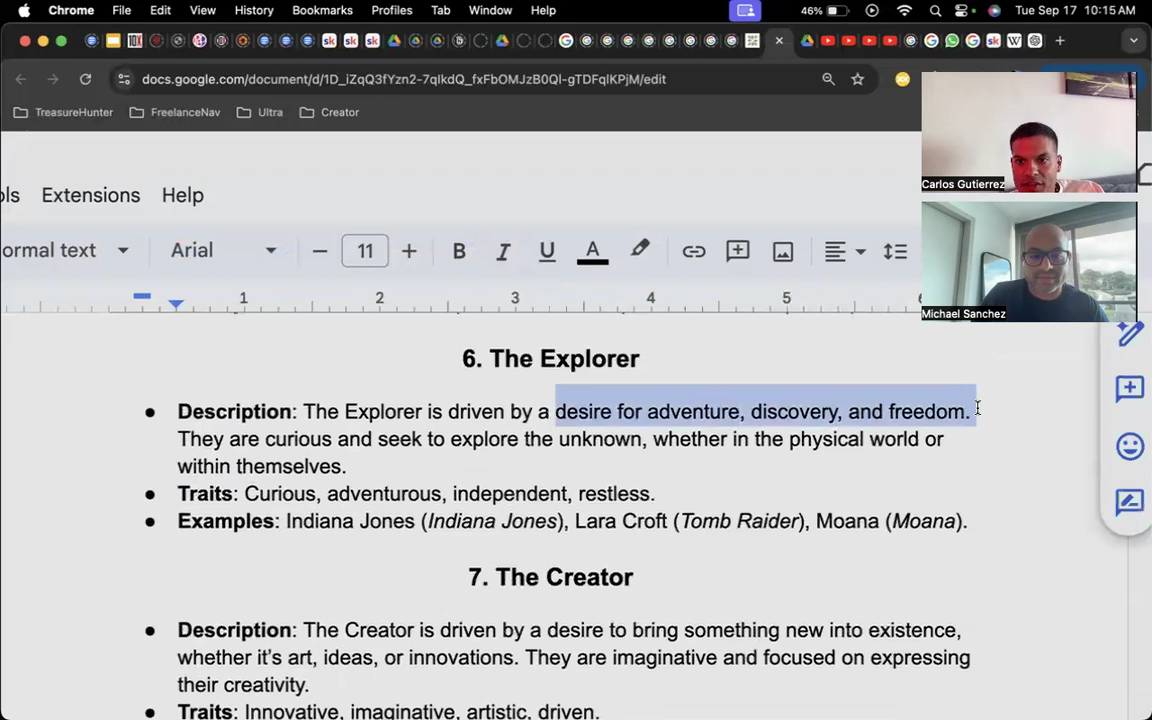 Chrome File Edit View History Bookmarks Profiles Tab Window Help 46% Tue Sep 17 10:15 AM
docs.google.com/document/d/1D_iZqQ3fYzn2-7qlkdQ_fxFbOMJzB0Ql-gTDFqlKPjM/edit
TreasureHunter FreelanceNav Ultra Creator
Carlos Gutierrez
ols Extensions Help
ormal text Arial 11 B I U A
Michael Sanchez
1 2 3 4 5
6. The Explorer
● Description: The Explorer is driven by a desire for adventure, discovery, and freedom.
They are curious and seek to explore the unknown, whether in the physical world or
within themselves.
● Traits: Curious, adventurous, independent, restless.
● Examples: Indiana Jones (Indiana Jones), Lara Croft (Tomb Raider), Moana (Moana).
7. The Creator
● Description: The Creator is driven by a desire to bring something new into existence,
whether it's art, ideas, or innovations. They are imaginative and focused on expressing
their creativity.
● Traits: Innovative, imaginative, artistic, driven.